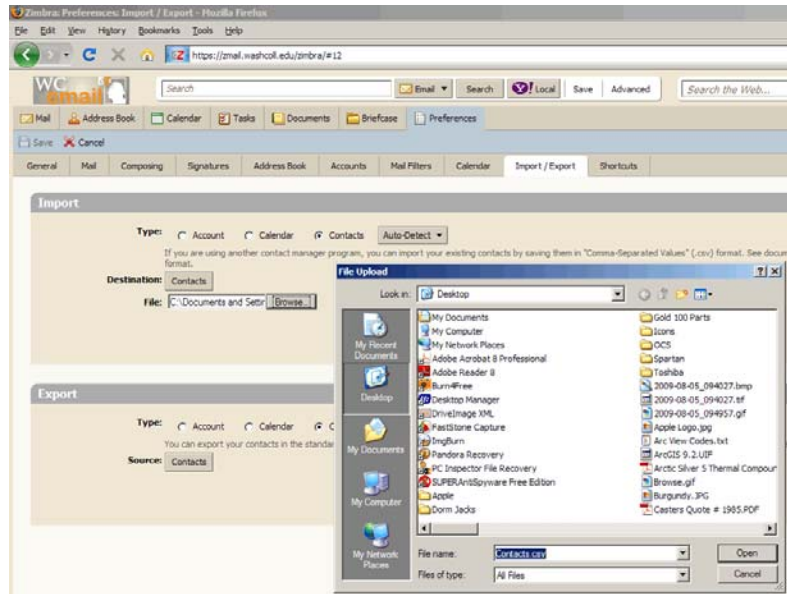 Zimbra: Preferences: Import / Export - Mozilla Firefox
File Edit View History Bookmarks Tools Help
https://zmail.washcoll.edu/zimbra/#12
WC email Search Email Search Y! Local Save Advanced Search the Web...
Mail Address Book Calendar Tasks Documents Briefcase Preferences
Save Cancel
General Mail Composing Signatures Address Book Accounts Mail Filters Calendar Import / Export Shortcuts
Import
Type: Account Calendar Contacts Auto-Detect
If you are using another contact manager program, you can import your existing contacts by saving them in "Comma-Separated Values" (.csv) format. See docu
format.
Destination: Contacts
File: C:\Documents and Settir Browse...
Export
Type: Account Calendar C
You can export your contacts in the standar
Source: Contacts
File Upload
Look in: Desktop
My Recent Documents
Desktop
My Documents
My Computer
My Network Places
My Documents
My Computer
My Network Places
Adobe Acrobat 8 Professional
Adobe Reader 8
Burn4Free
Desktop Manager
DriveImage XML
FastStone Capture
ImgBurn
Pandora Recovery
PC Inspector File Recovery
SUPERAntiSpyware Free Edition
Apple
Dorm Jacks
Gold 100 Parts
Icons
OCS
Spartan
Toshiba
2009-08-05_094027.bmp
2009-08-05_094027.tif
2009-08-05_094957.gif
Apple Logo.jpg
Arc View Codes.txt
ArcGIS 9.2.UIF
Arctic Silver 5 Thermal Compour
Browse.gif
Burgundy.JPG
Casters Quote # 1985.PDF
File name: Contacts.csv Open
Files of type: All Files Cancel